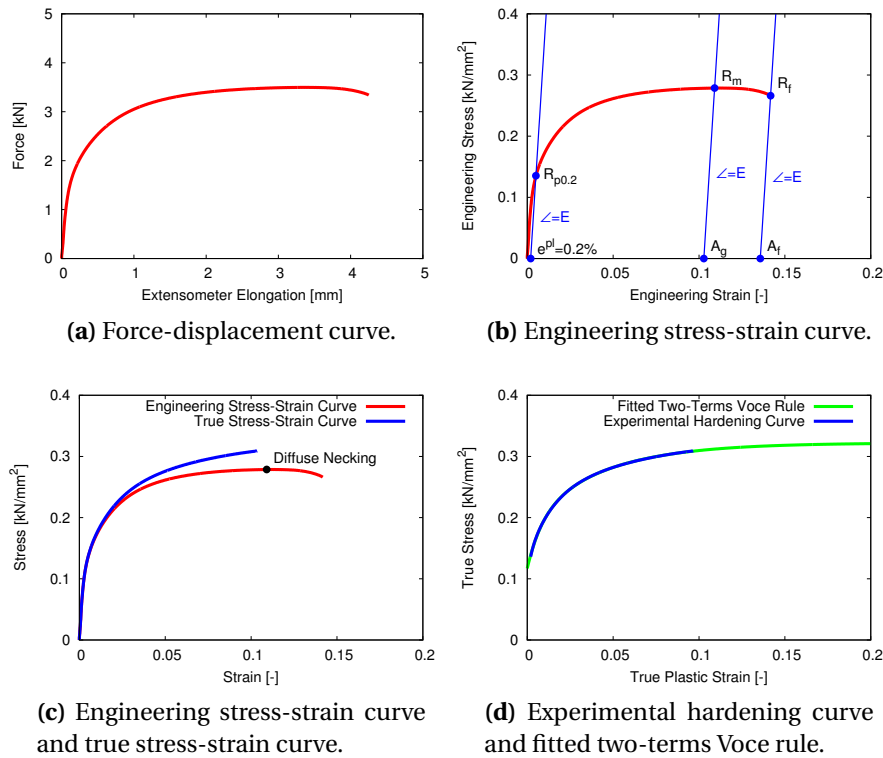 5
4
3
2
1
0
Force [kN]
0 1 2 3 4 5
Extensometer Elongation [mm]
(a) Force-displacement curve.
0.4
0.3
0.2
0.1
0
Engineering Stress [kN/mm²]
R_m
R_f
R_p0.2
∠=E
∠=E
∠=E
e^pl=0.2%
A_g
A_f
0 0.05 0.1 0.15 0.2
Engineering Strain [-]
(b) Engineering stress-strain curve.
0.4
0.3
0.2
0.1
0
Stress [kN/mm²]
Engineering Stress-Strain Curve
True Stress-Strain Curve
Diffuse Necking
0 0.05 0.1 0.15 0.2
Strain [-]
(c) Engineering stress-strain curve
and true stress-strain curve.
0.4
0.3
0.2
0.1
0
True Stress [kN/mm²]
Fitted Two-Terms Voce Rule
Experimental Hardening Curve
0 0.05 0.1 0.15 0.2
True Plastic Strain [-]
(d) Experimental hardening curve
and fitted two-terms Voce rule.